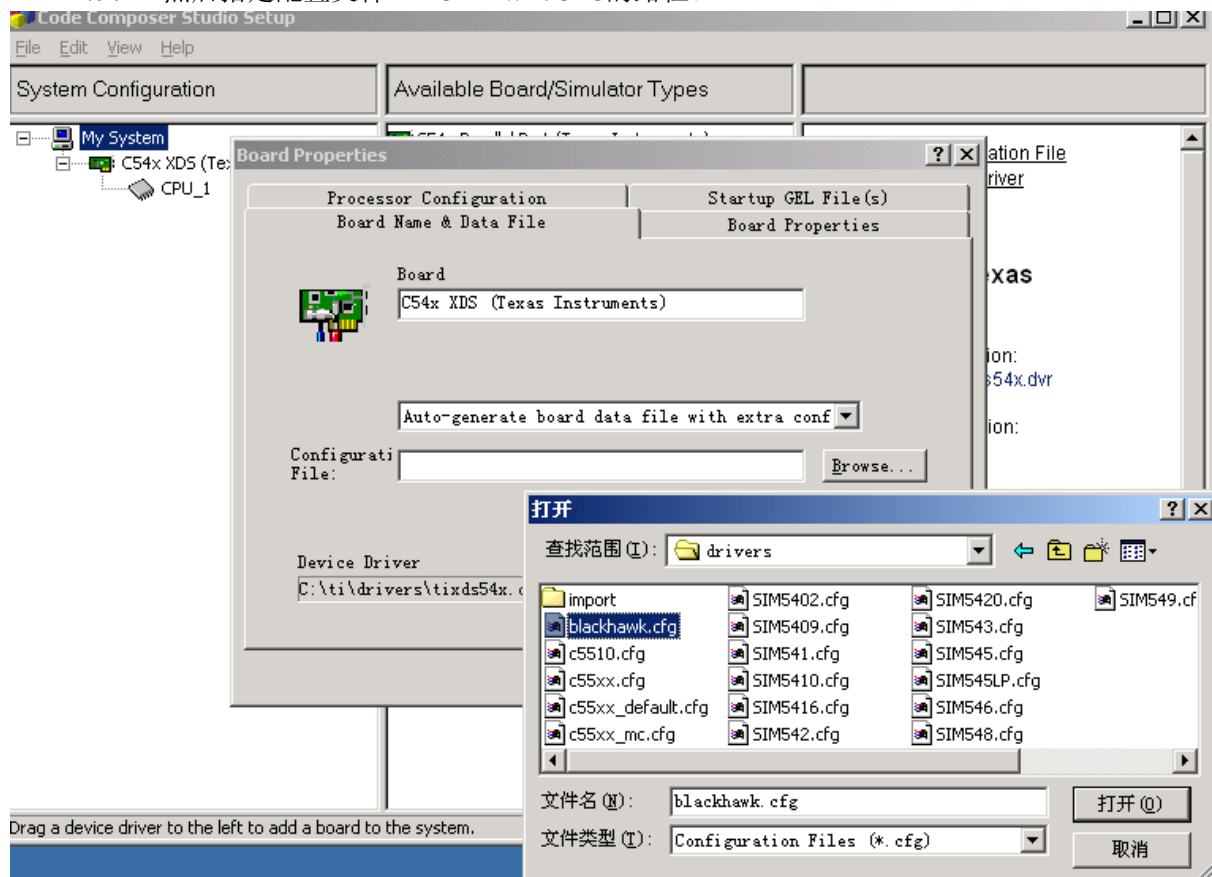 Code Composer Studio Setup
File Edit View Help
System Configuration
Available Board/Simulator Types
My System
C54x XDS (Te
CPU_1
ation File
river
xas
ion:
s54x.dvr
ion:
Board Properties
Processor Configuration
Startup GEL File(s)
Board Name & Data File
Board Properties
Board
C54x XDS (Texas Instruments)
Auto-generate board data file with extra conf
Configurati
File:
Browse...
Device Driver
C:\ti\drivers\tixds54x.
打开
查找范围(I): drivers
import
blackhawk.cfg
c5510.cfg
c55xx.cfg
c55xx_default.cfg
c55xx_mc.cfg
SIM5402.cfg
SIM5409.cfg
SIM541.cfg
SIM5410.cfg
SIM5416.cfg
SIM542.cfg
SIM5420.cfg
SIM543.cfg
SIM545.cfg
SIM545LP.cfg
SIM546.cfg
SIM548.cfg
SIM549.cf
文件名(N): blackhawk.cfg
打开(O)
文件类型(T): Configuration Files (*.cfg)
取消
Drag a device driver to the left to add a board to the system.